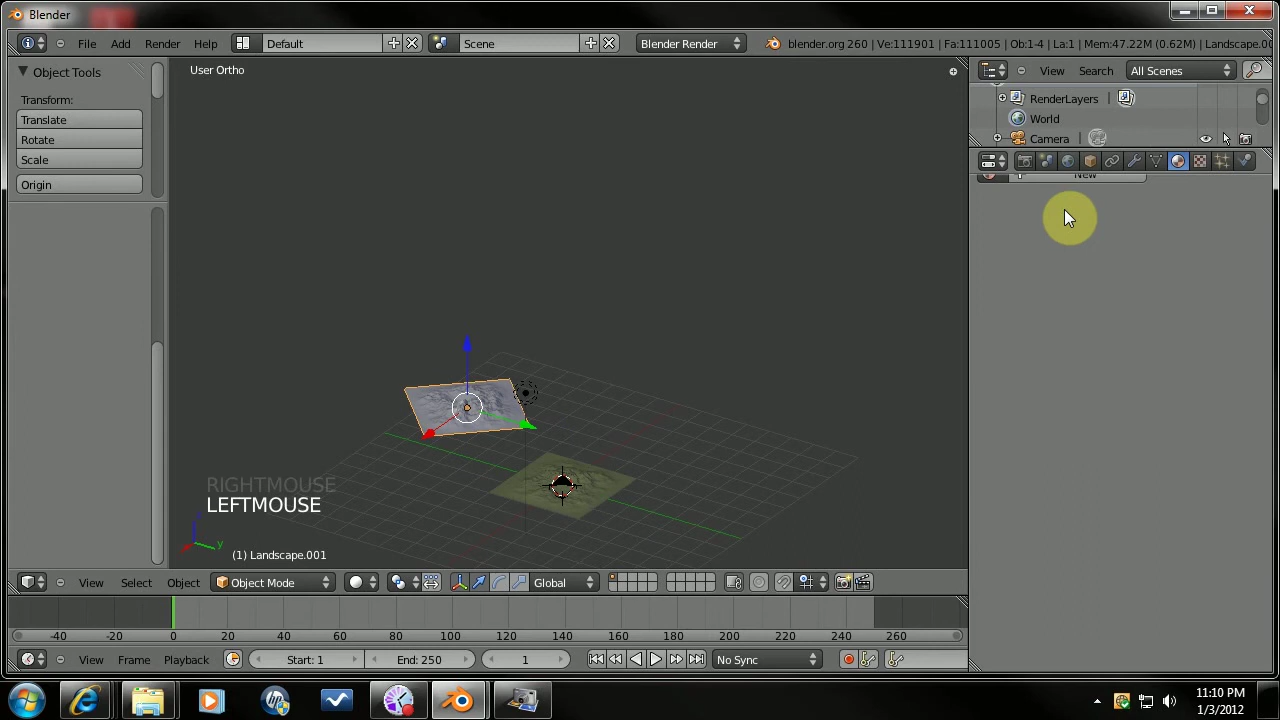 Blender
File Add Render Help Default Scene Blender Render blender.org 260 | Ve:111901 | Fa:111005 | Ob:1-4 | La:1 | Mem:47.22M (0.62M) | Landscape.00
Object Tools
Transform:
Translate
Rotate
Scale
Origin
User Ortho
View Search All Scenes
RenderLayers |
World
Camera |
New
RIGHTMOUSE
LEFTMOUSE
z
y
(1) Landscape.001
View Select Object Object Mode Global
-40 -20 0 20 40 60 80 100 120 140 160 180 200 220 240 260
View Frame Playback Start: 1 End: 250 1 No Sync
11:10 PM
1/3/2012